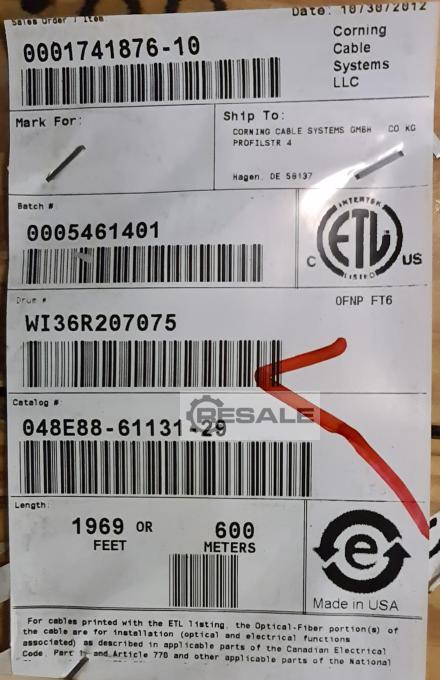 Sales Order / Item
Date: 10/30/2012
0001741876-10
Corning
Cable
Systems
LLC
Mark For:
Ship To:
CORNING CABLE SYSTEMS GMBH CO KG
PROFILSTR 4
Hagen, DE 58137
Batch #
0005461401
INTERTEK
C ETL US
LISTED
OFNP FT6
Drum #
WI36R207075
RESALE
Catalog #
048E88-61131-29
Length:
1969 OR 600
FEET METERS
e
Made in USA
For cables printed with the ETL listing, the Optical-Fiber portion(s) of
the cable are for installation (optical and electrical functions
associated) as described in applicable parts of the Canadian Electrical
Code, Part I, and Article 770 and other applicable parts of the National